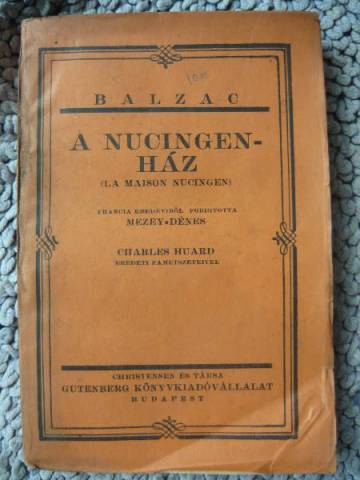 BALZAC
A NUCINGEN-
HÁZ
(LA MAISON NUCINGEN)
FRANCIA EREDETIBŐL FORDITOTTA
MEZEY DÉNES
CHARLES HUARD
EREDETI FAMETSZETEIVEL
CHRISTENSEN ÉS TÁRSA
GUTENBERG KÖNYVKIADÓVÁLLALAT
BUDAPEST